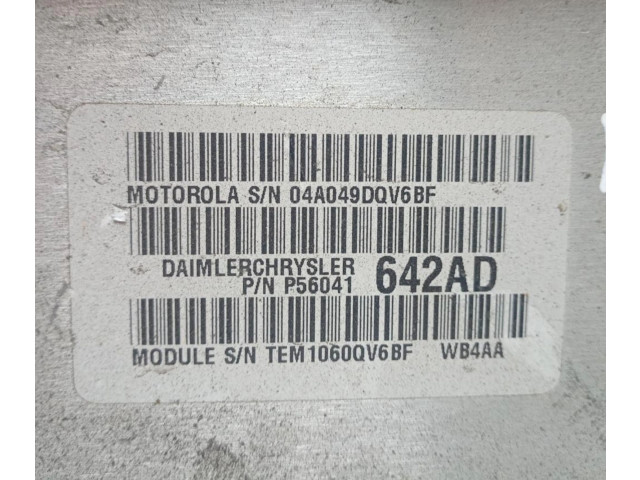 MOTOROLA S/N 04A049DQV6BF
DAIMLERCHRYSLER
P/N P56041 642AD
MODULE S/N TEM1060QV6BF WB4AA